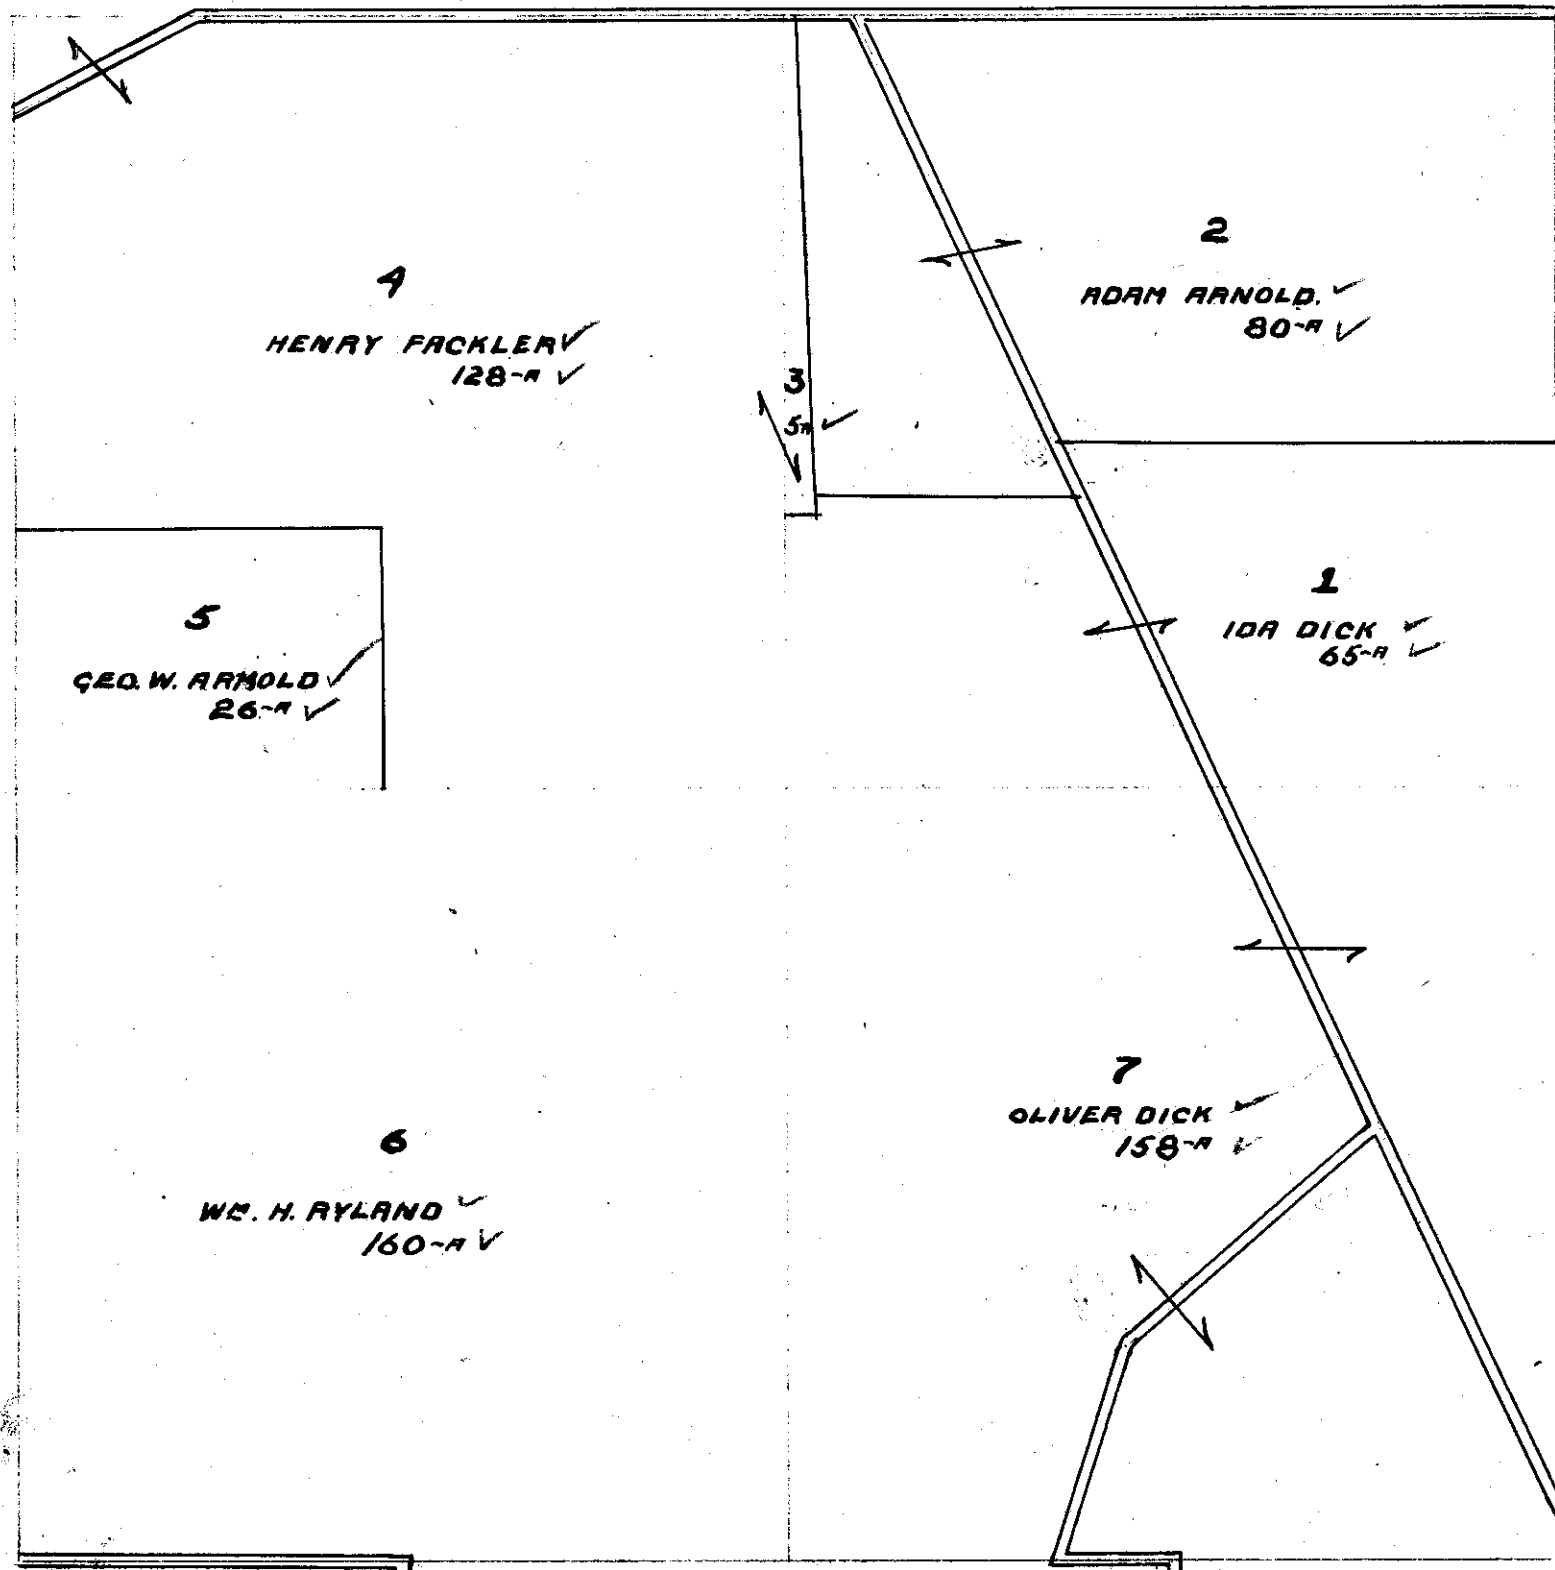 2
ADAM ARNOLD.
80-A
4
HENRY FACKLER
128-A
3
5A
1
IDA DICK
65-A
5
GEO. W. ARNOLD
26-A
7
OLIVER DICK
158-A
6
WM. H. RYLAND
160-A